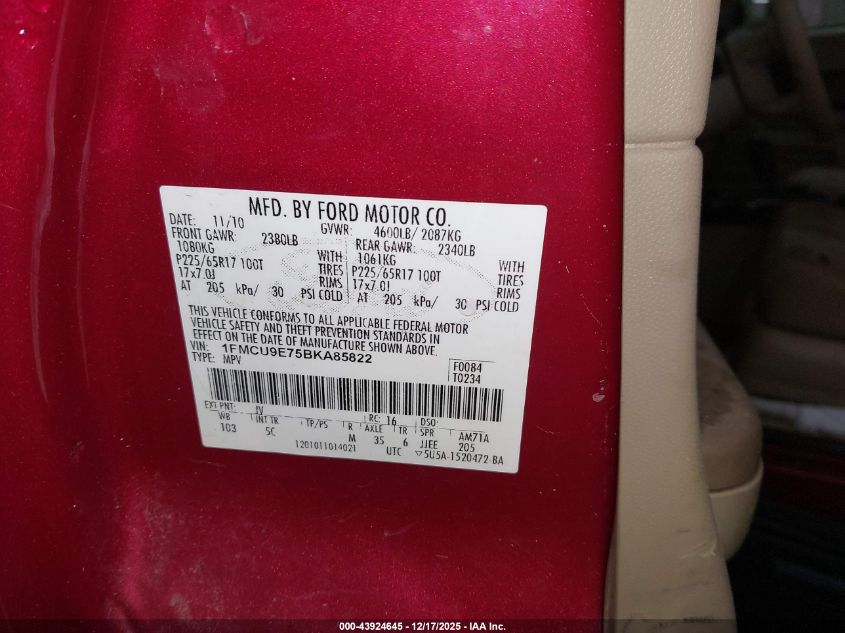 MFD. BY FORD MOTOR CO.
DATE: 11/10 GVWR: 4600LB/ 2087KG
FRONT GAWR: 2380LB REAR GAWR: 2340LB
1080KG WITH 1061KG WITH
P225/65R17 100T TIRES P225/65R17 100T TIRES
17x7.0J RIMS 17x7.0J RIMS
AT 205 kPa/ 30 PSI COLD AT 205 kPa/ 30 PSI COLD
THIS VEHICLE CONFORMS TO ALL APPLICABLE FEDERAL MOTOR
VEHICLE SAFETY AND THEFT PREVENTION STANDARDS IN
EFFECT ON THE DATE OF MANUFACTURE SHOWN ABOVE.
VIN: 1FMCU9E75BKA85822
TYPE: MPV
F0084
T0234
EXT PNT: JV RC: 16 DSO:
WB INT TR TP/PS R AXLE TR SPR AM71A
103 5C M 35 6 JJEE 205
1201011014021 UTC ▽5U5A-1520472-BA
000-43924645 - 12/17/2025 - IAA Inc.